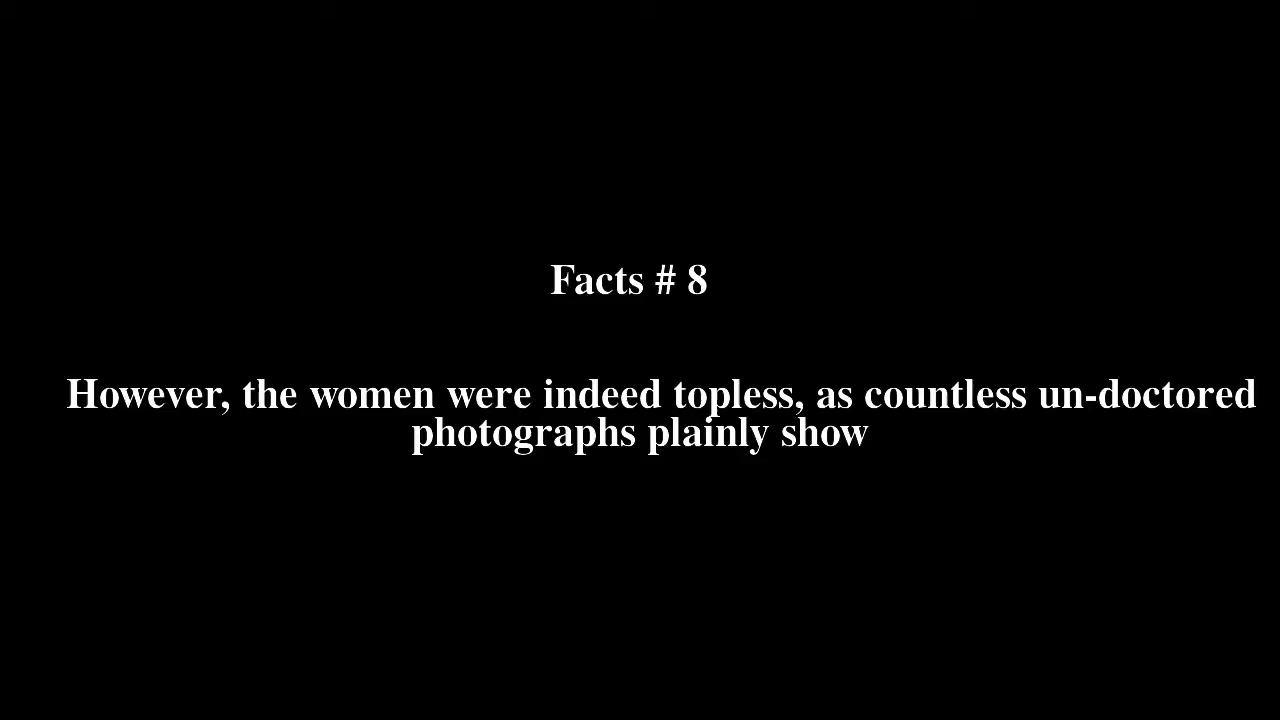 Facts # 8
However, the women were indeed topless, as countless un-doctored
photographs plainly show